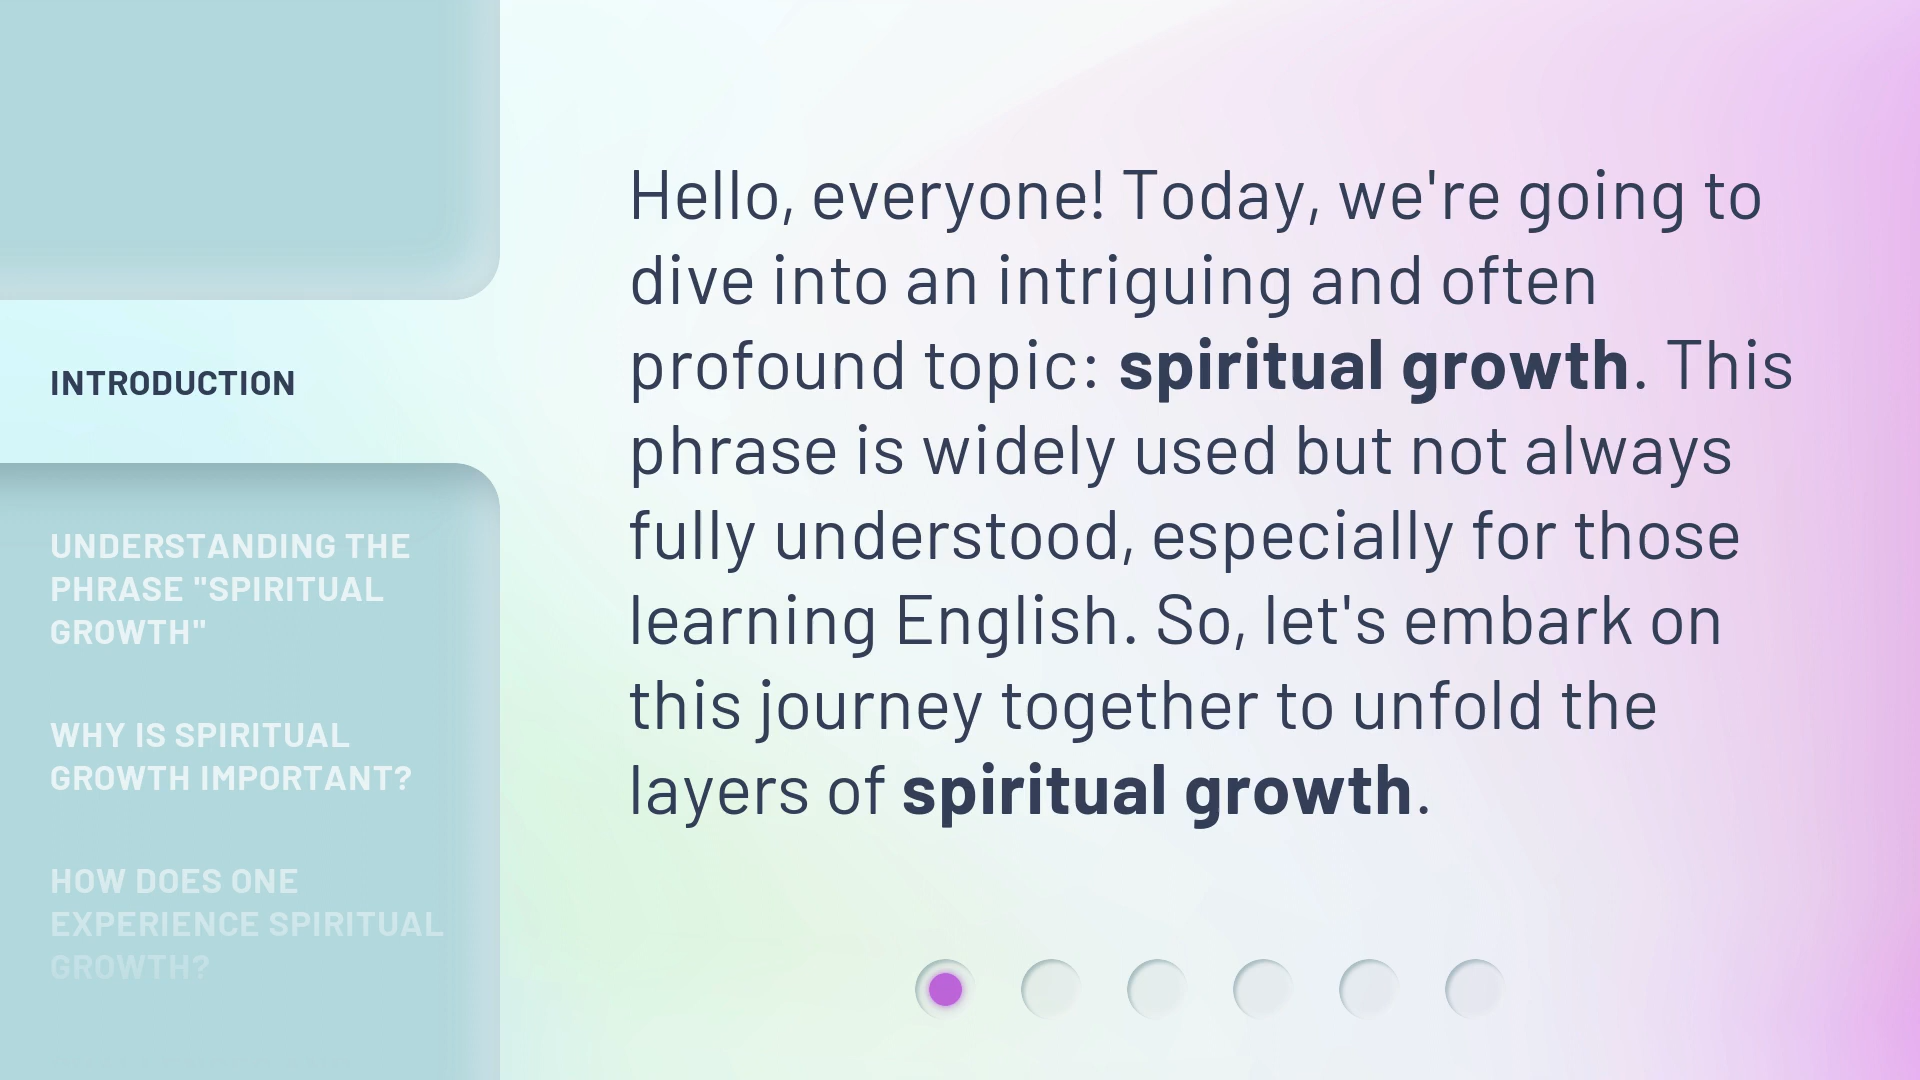 INTRODUCTION
UNDERSTANDING THE
PHRASE "SPIRITUAL
GROWTH"
WHY IS SPIRITUAL
GROWTH IMPORTANT?
HOW DOES ONE
EXPERIENCE SPIRITUAL
GROWTH?
Hello, everyone! Today, we're going to
dive into an intriguing and often
profound topic: spiritual growth. This
phrase is widely used but not always
fully understood, especially for those
learning English. So, let's embark on
this journey together to unfold the
layers of spiritual growth.